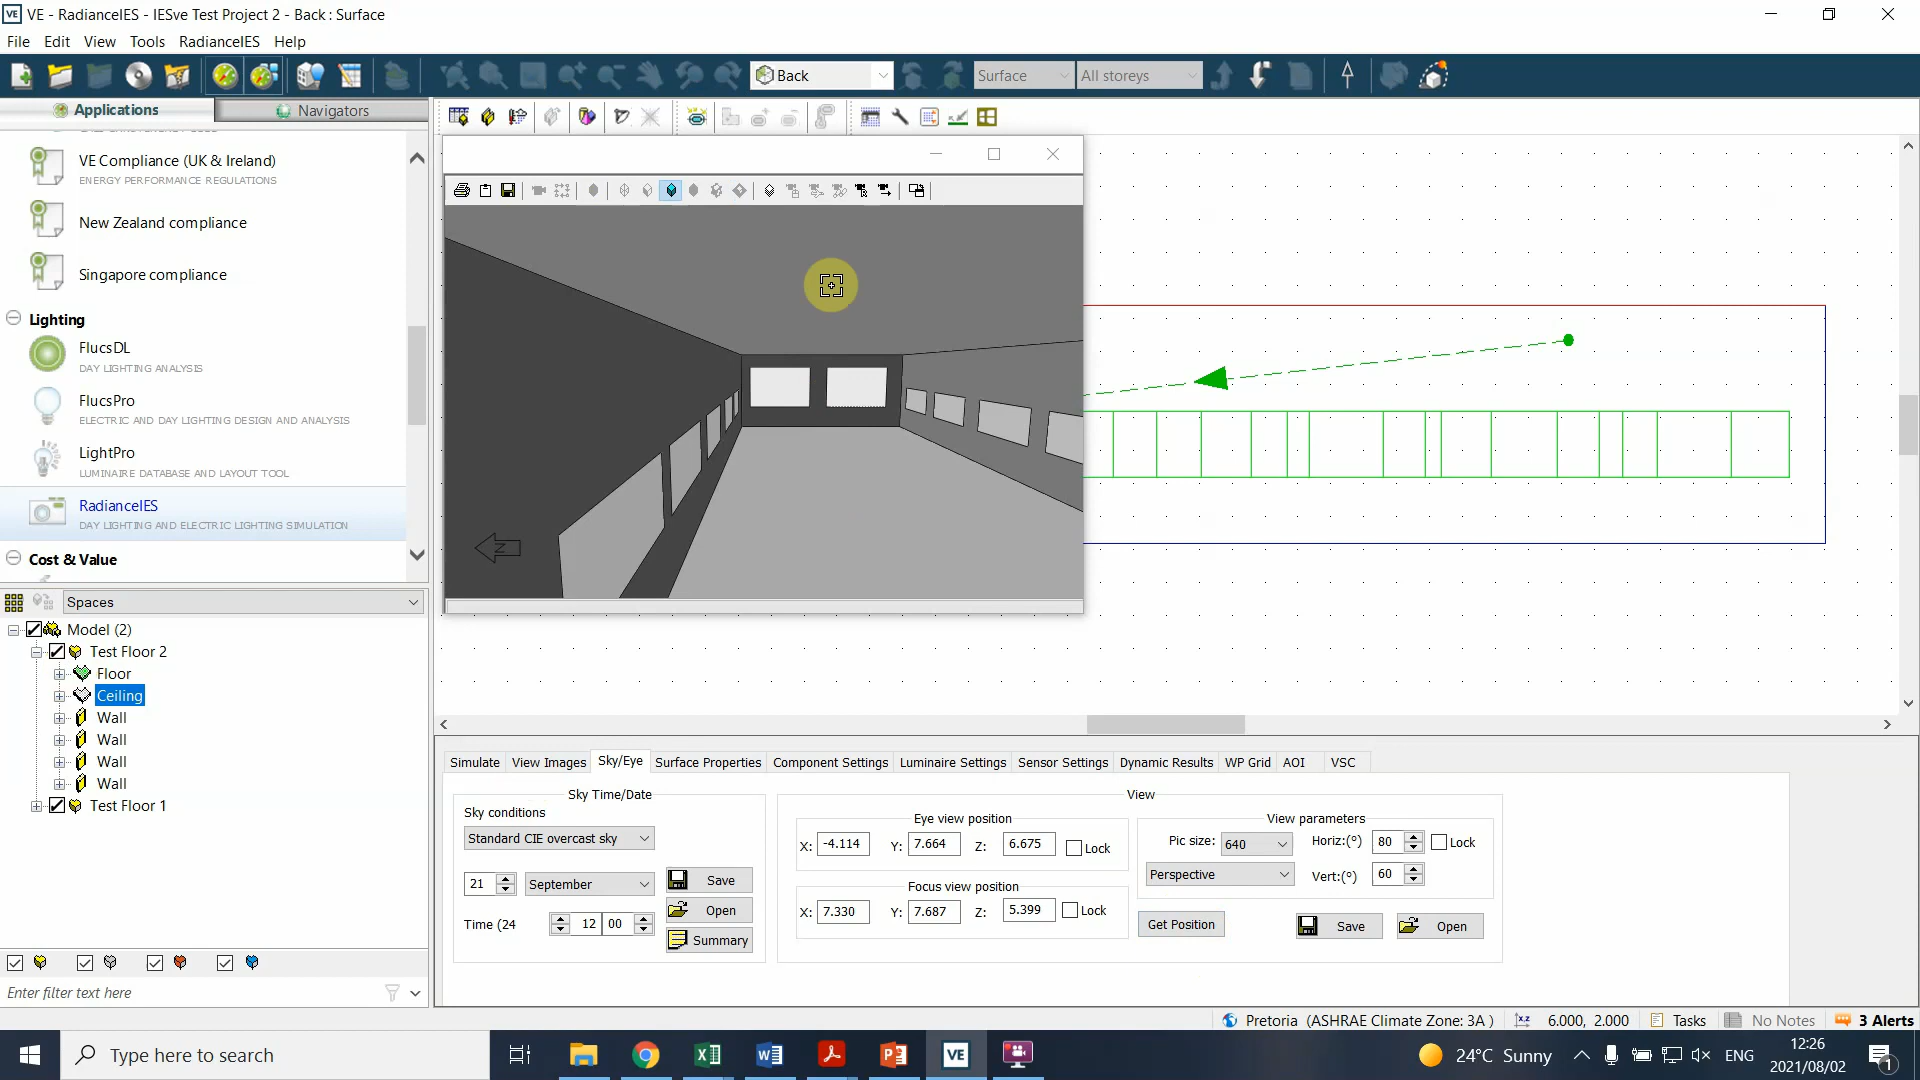 VE - RadianceIES - IESve Test Project 2 - Back : Surface
File Edit View Tools RadianceIES Help
Back Surface All storeys
Applications Navigators
VE Compliance (UK & Ireland)
ENERGY PERFORMANCE REGULATIONS
New Zealand compliance
Singapore compliance
Lighting
FlucsDL
DAY LIGHTING ANALYSIS
FlucsPro
ELECTRIC AND DAY LIGHTING DESIGN AND ANALYSIS
LightPro
LUMINAIRE DATABASE AND LAYOUT TOOL
RadianceIES
DAY LIGHTING AND ELECTRIC LIGHTING SIMULATION
Cost & Value
Spaces
Model (2)
Test Floor 2
Floor
Ceiling
Wall
Wall
Wall
Wall
Test Floor 1
Enter filter text here
N
Simulate View Images Sky/Eye Surface Properties Component Settings Luminaire Settings Sensor Settings Dynamic Results WP Grid AOI VSC
Sky Time/Date
Sky conditions
Standard CIE overcast sky
21 September
Time (24 12 00
Save
Open
Summary
View
Eye view position
X: -4.114 Y: 7.664 Z: 6.675 Lock
Focus view position
X: 7.330 Y: 7.687 Z: 5.399 Lock
View parameters
Pic size: 640 Horiz:(°) 80 Lock
Perspective Vert:(°) 60
Get Position Save Open
Pretoria (ASHRAE Climate Zone: 3A ) 6.000, 2.000 Tasks No Notes 3 Alerts
Type here to search
VE
24°C Sunny ENG 12:26
2021/08/02
1